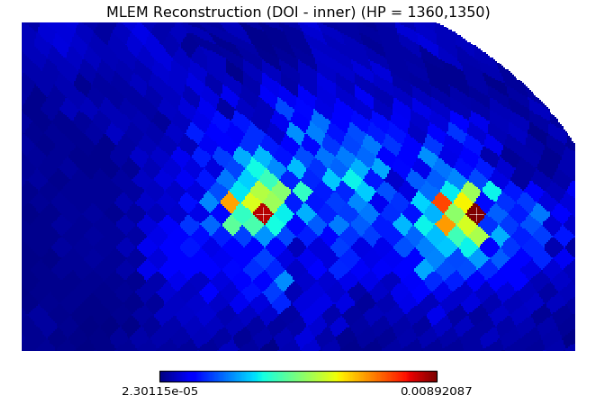 MLEM Reconstruction (DOI - inner) (HP = 1360,1350)
2.30115e-05 0.00892087